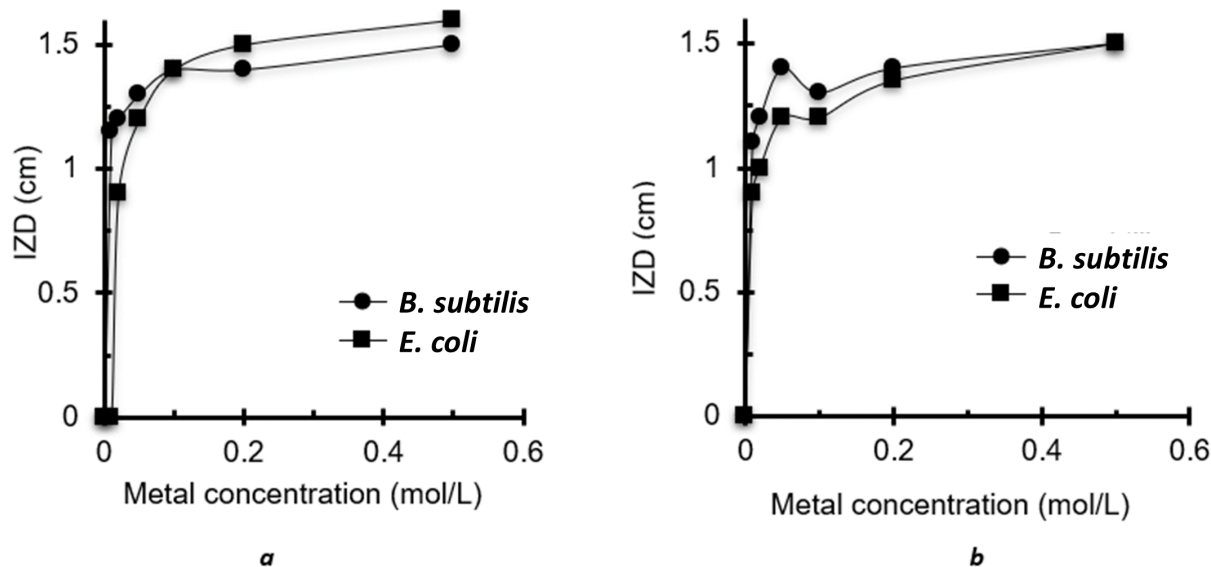 1.5
1
0.5
0
IZD (cm)
B. subtilis
E. coli
0
0.2
0.4
0.6
Metal concentration (mol/L)
a
1.5
1
0.5
0
IZD (cm)
B. subtilis
E. coli
0
0.2
0.4
0.6
Metal concentration (mol/L)
b